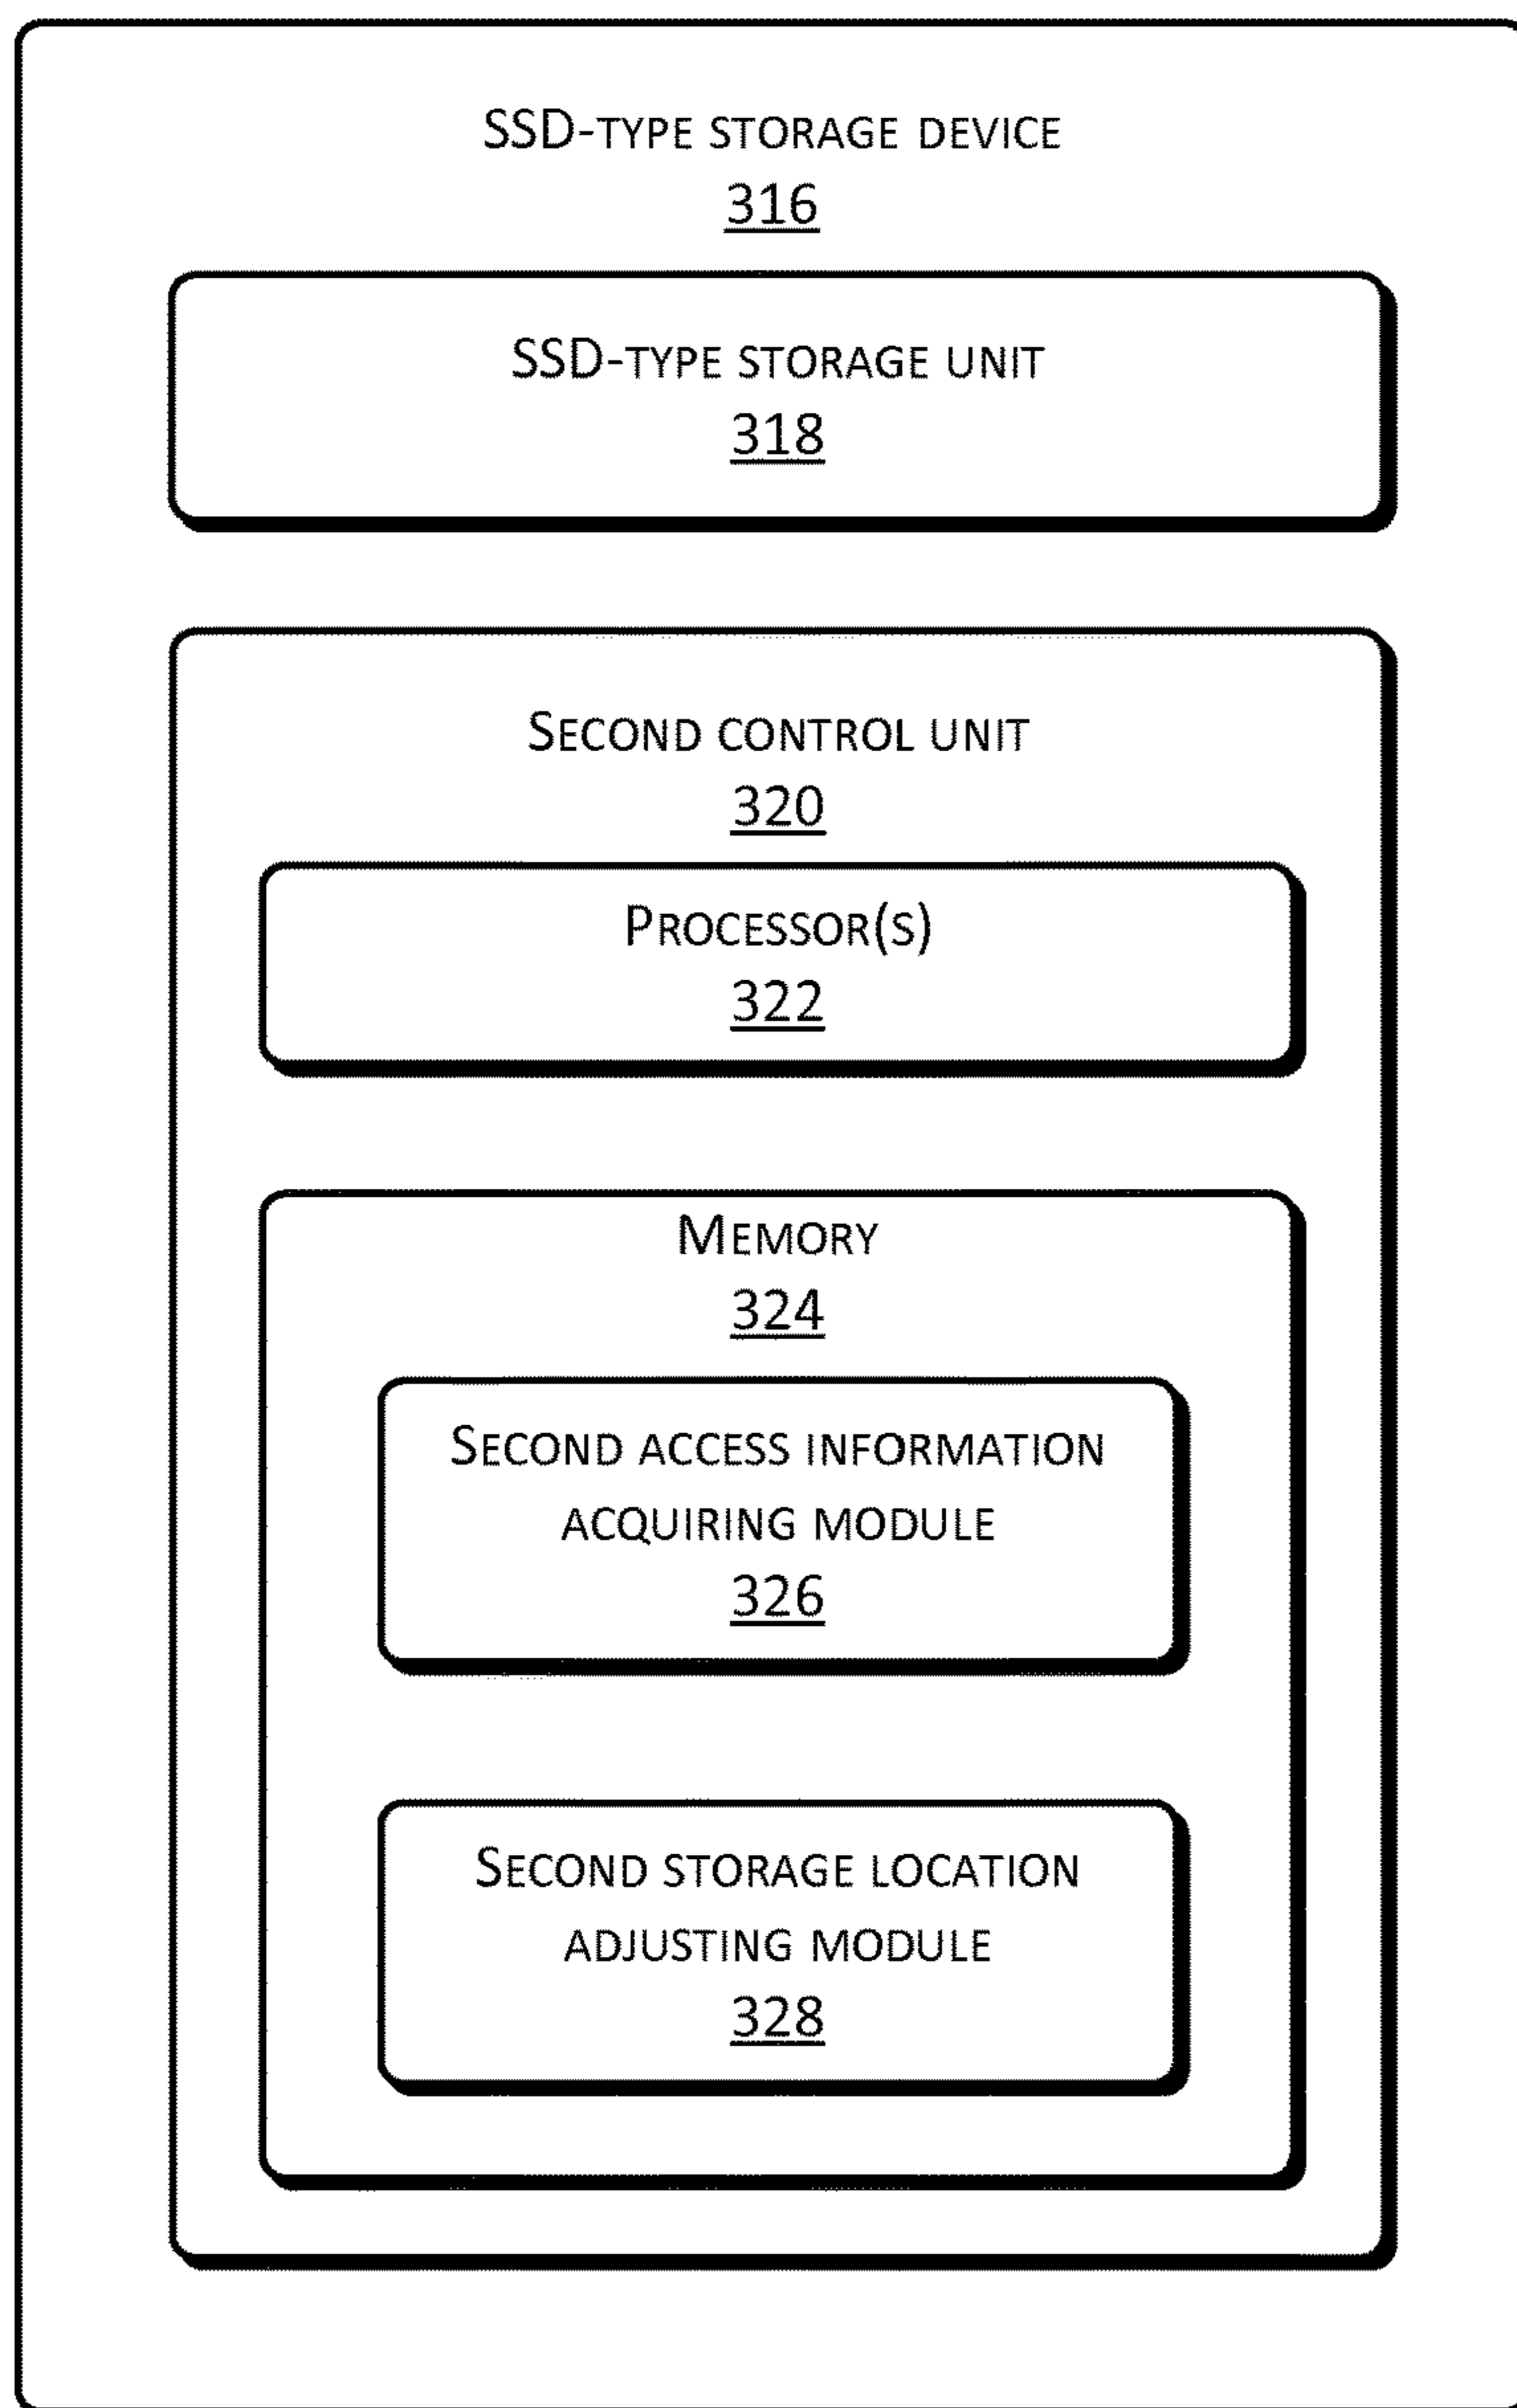 SSD-TYPE STORAGE DEVICE
316
SSD-TYPE STORAGE UNIT
318
SECOND CONTROL UNIT
320
PROCESSOR(S)
322
MEMORY
324
SECOND ACCESS INFORMATION
ACQUIRING MODULE
326
SECOND STORAGE LOCATION
ADJUSTING MODULE
328